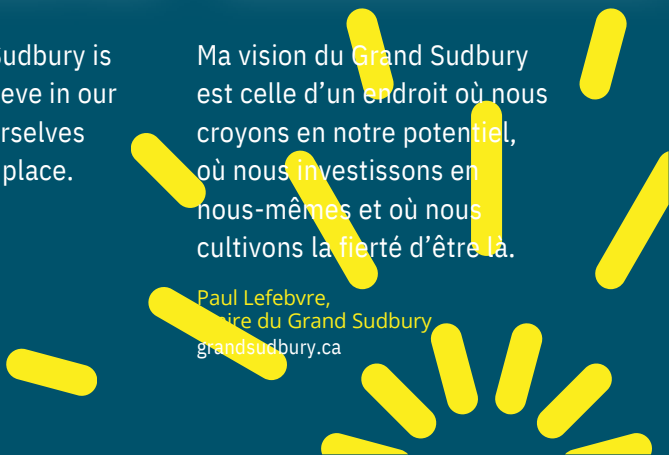 Sudbury is
eve in our
rselves
place.
Ma vision du Grand Sudbury
est celle d’un endroit où nous
croyons en notre potentiel,
où nous investissons en
nous-mêmes et où nous
cultivons la fierté d’être là.
Paul Lefebvre,
Maire du Grand Sudbury
grandsudbury.ca